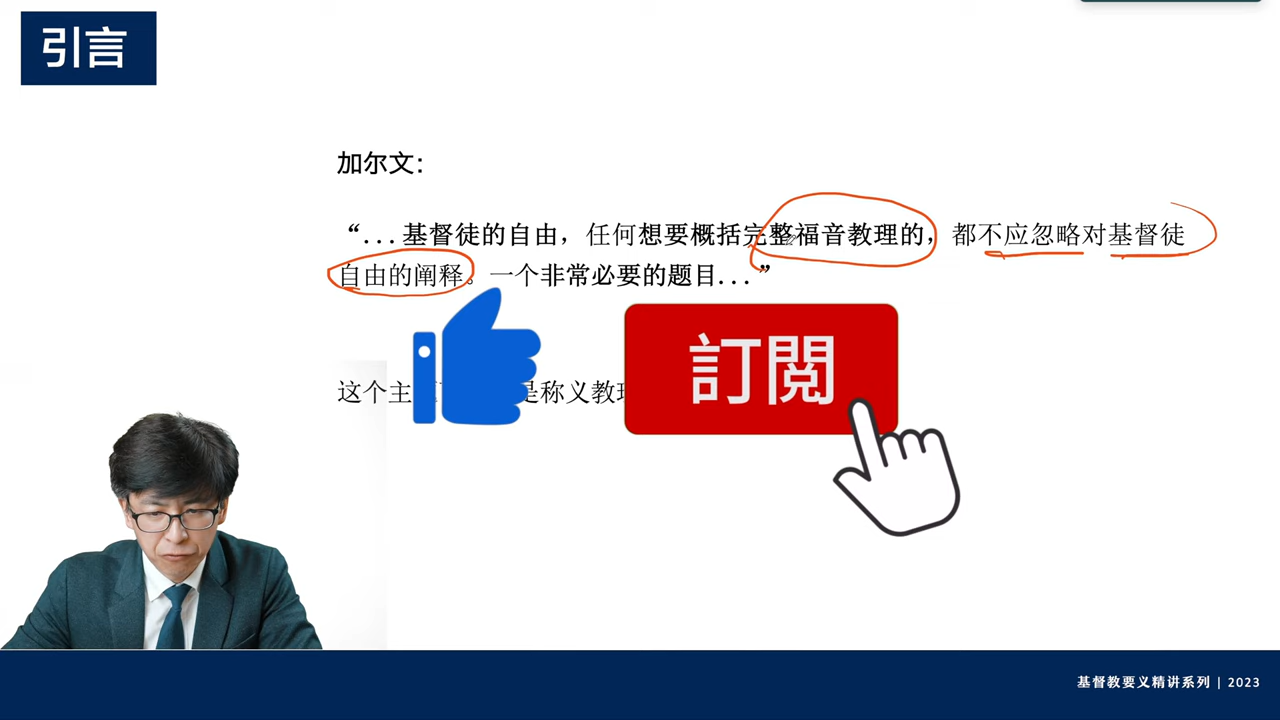 引言
加尔文：
“...基督徒的自由，任何想要概括完整福音教理的，都不应忽略对基督徒
自由的阐释。一个非常必要的题目...”
这个主
是称义教
訂閱
基督教要义精讲系列 | 2023